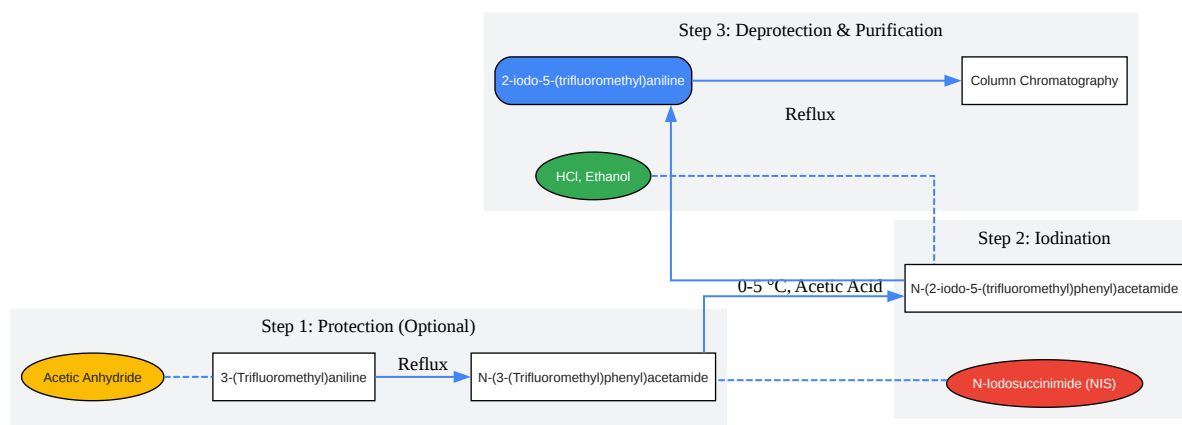 Step 3: Deprotection & Purification
2-iodo-5-(trifluoromethyl)aniline
Column Chromatography
Reflux
HCl, Ethanol
Step 2: Iodination
N-(2-iodo-5-(trifluoromethyl)phenyl)acetamide
0-5 °C, Acetic Acid
Step 1: Protection (Optional)
Acetic Anhydride
3-(Trifluoromethyl)aniline
Reflux
N-(3-(Trifluoromethyl)phenyl)acetamide
N-Iodosuccinimide (NIS)